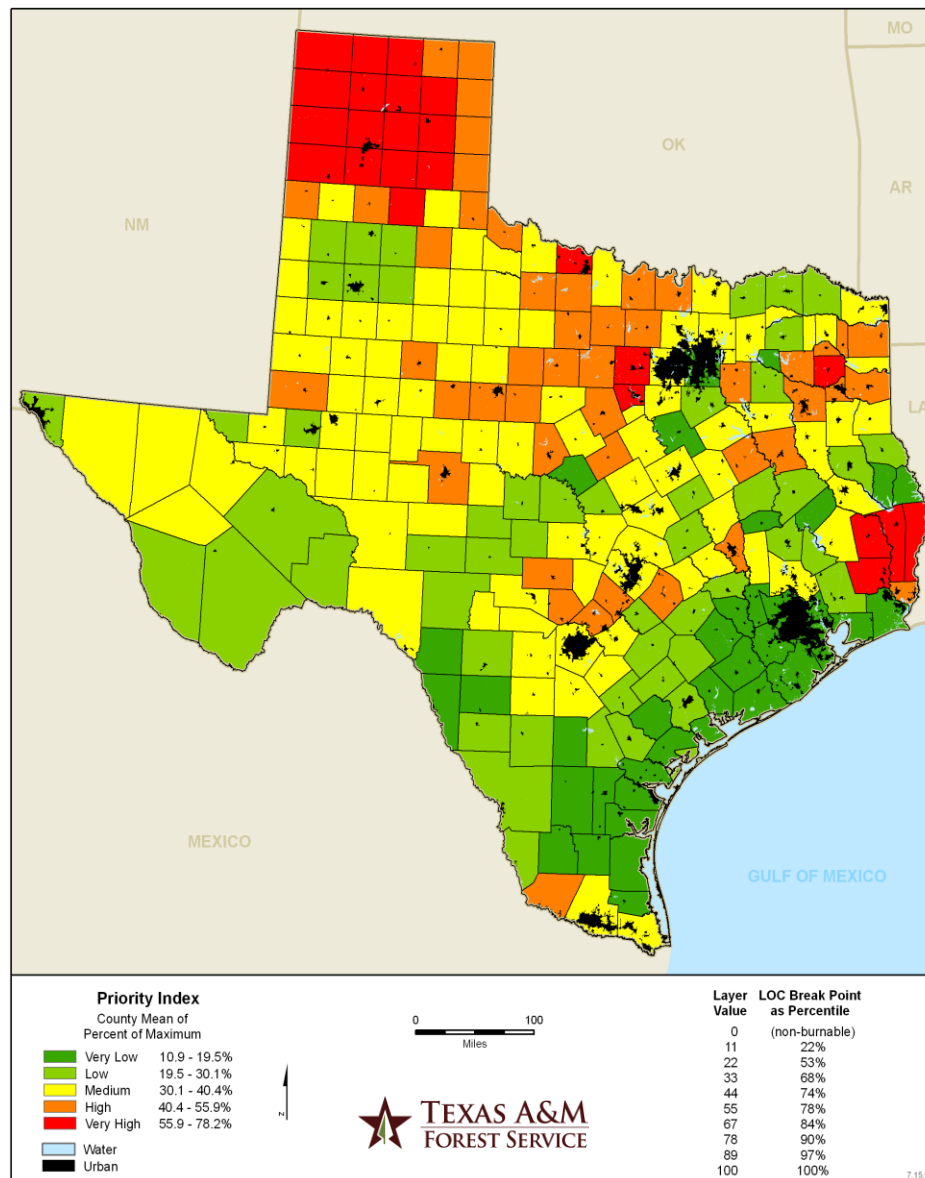 MO
OK
AR
NM
LA
MEXICO
GULF OF MEXICO
Priority Index
County Mean of
Percent of Maximum
Very Low 10.9 - 19.5%
Low 19.5 - 30.1%
Medium 30.1 - 40.4%
High 40.4 - 55.9%
Very High 55.9 - 78.2%
Water
Urban
0 100
Miles
N
TEXAS A&M
FOREST SERVICE
Layer Value LOC Break Point as Percentile
0 (non-burnable)
11 22%
22 53%
33 68%
44 74%
55 78%
67 84%
78 90%
89 97%
100 100%
7.15.